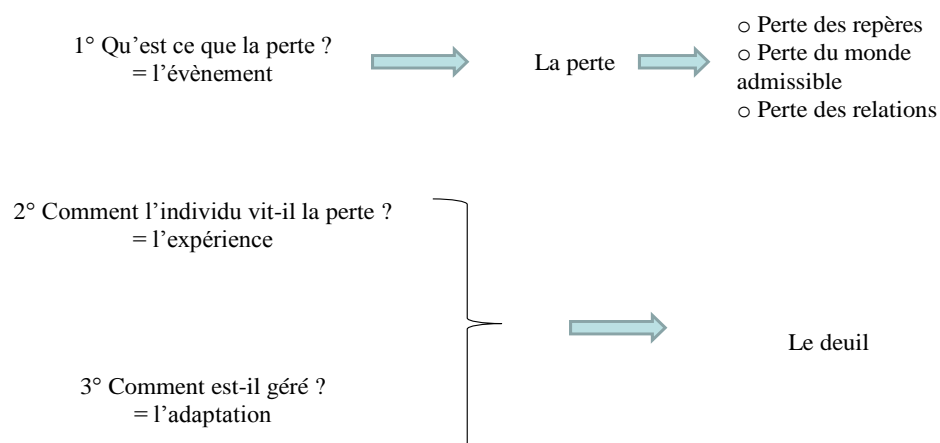 1° Qu’est ce que la perte ?
= l’évènement
La perte
o Perte des repères
o Perte du monde
admissible
o Perte des relations
2° Comment l’individu vit-il la perte ?
= l’expérience
Le deuil
3° Comment est-il géré ?
= l’adaptation